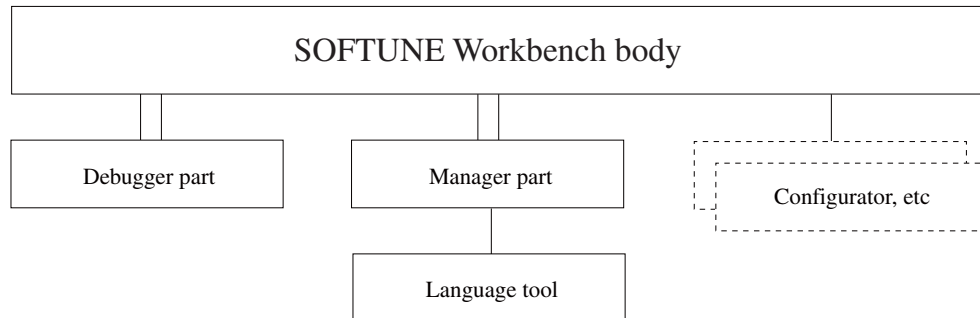 SOFTUNE Workbench body
Debugger part
Manager part
Configurator, etc
Language tool